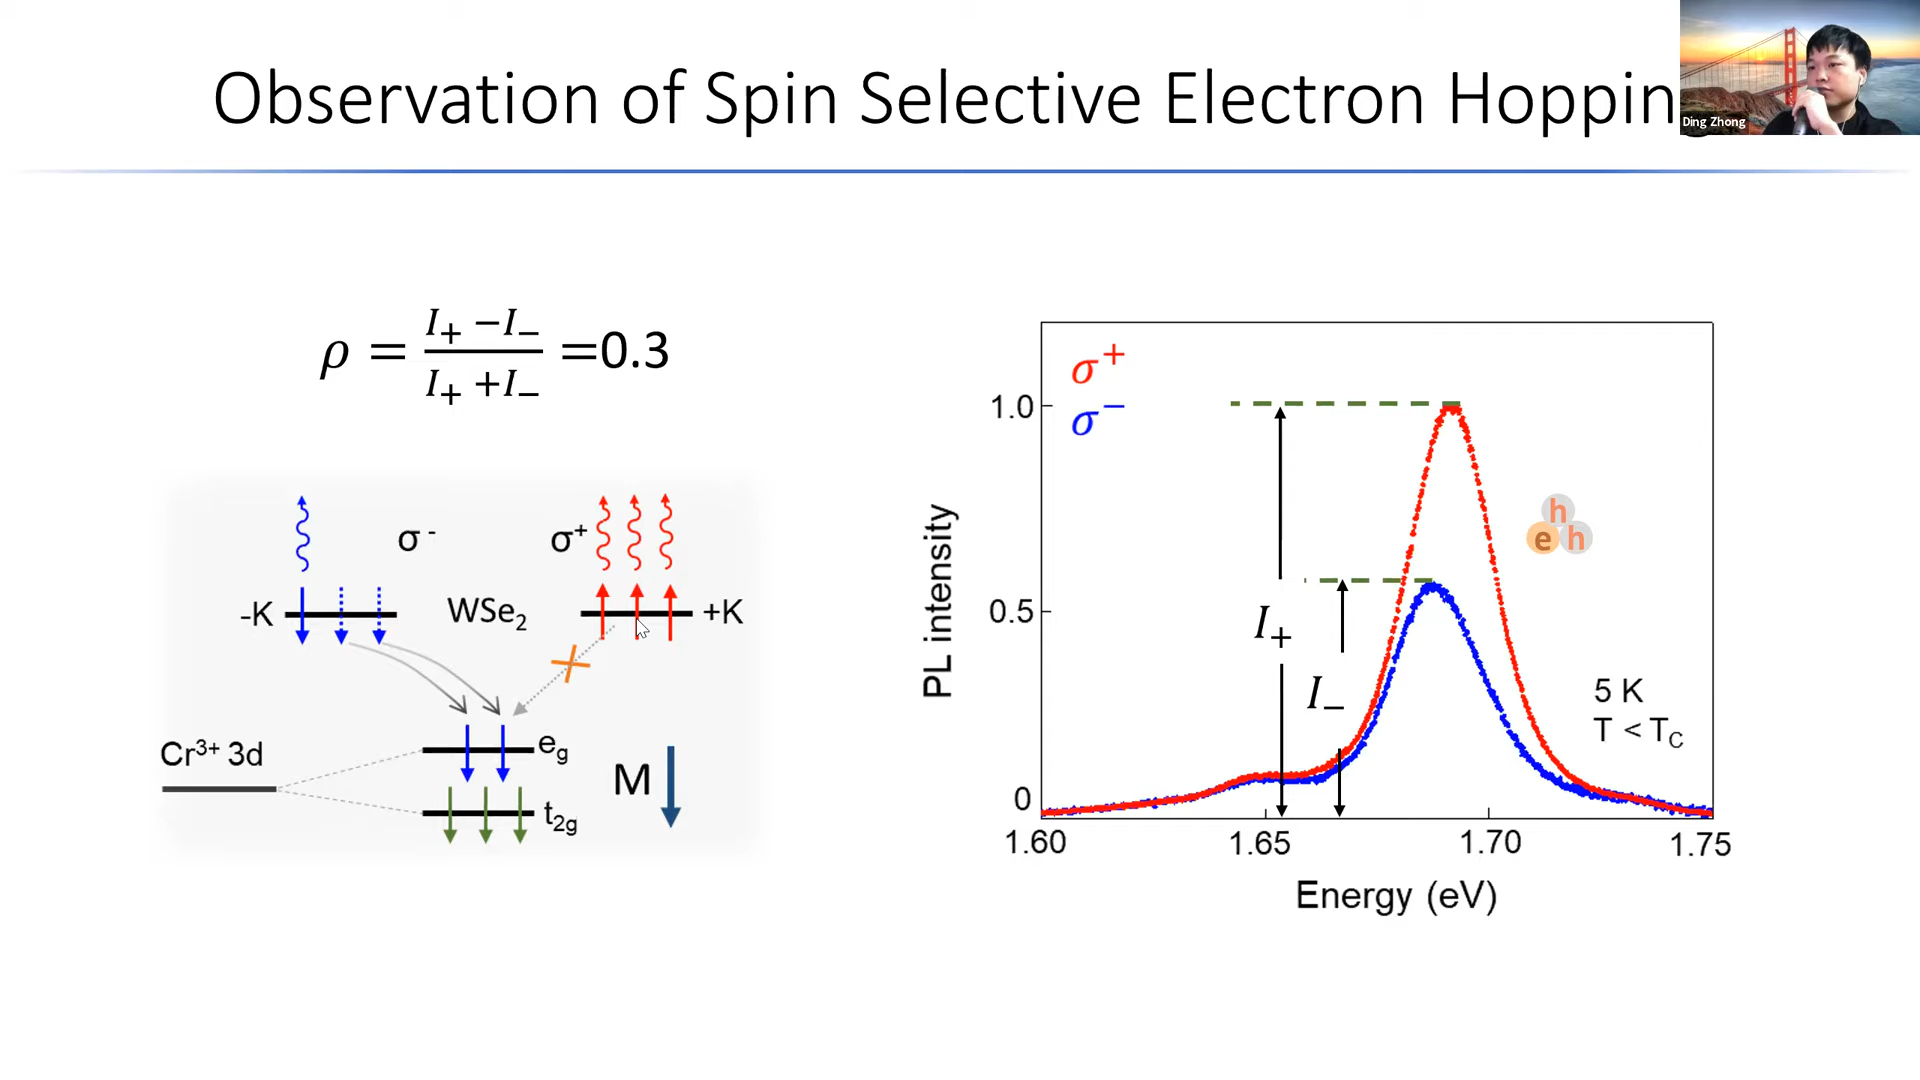 Observation of Spin Selective Electron Hoppin
Ding Zhong
ρ = (I₊ − I₋)/(I₊ + I₋) =0.3
σ⁻
σ⁺
-K
WSe₂
+K
Cr³⁺ 3d
e_g
M
t₂g
σ⁺
σ⁻
1.0
0.5
0
PL intensity
I₊
I₋
h
e h
5 K
T < T_C
1.60 1.65 1.70 1.75
Energy (eV)